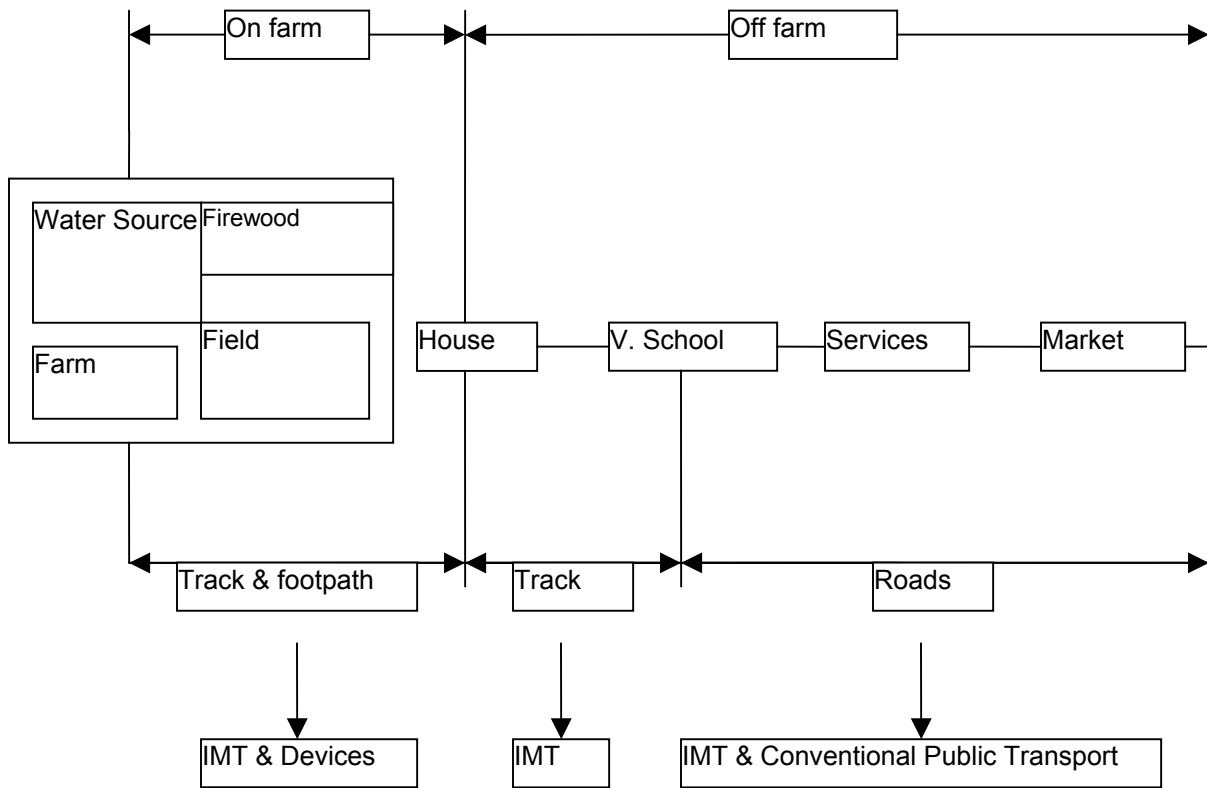 On farm
Off farm
Water Source
Firewood
Field
Farm
House
V. School
Services
Market
Track & footpath
Track
Roads
IMT & Devices
IMT
IMT & Conventional Public Transport